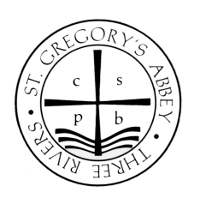 • ST. GREGORY'S ABBEY •
THREE RIVERS
c s
p b